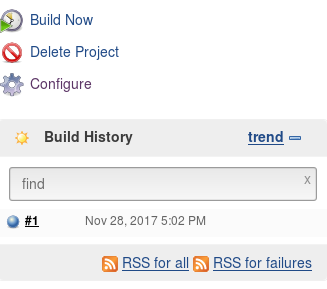 Build Now
Delete Project
Configure
Build History trend
find x
#1 Nov 28, 2017 5:02 PM
RSS for all RSS for failures